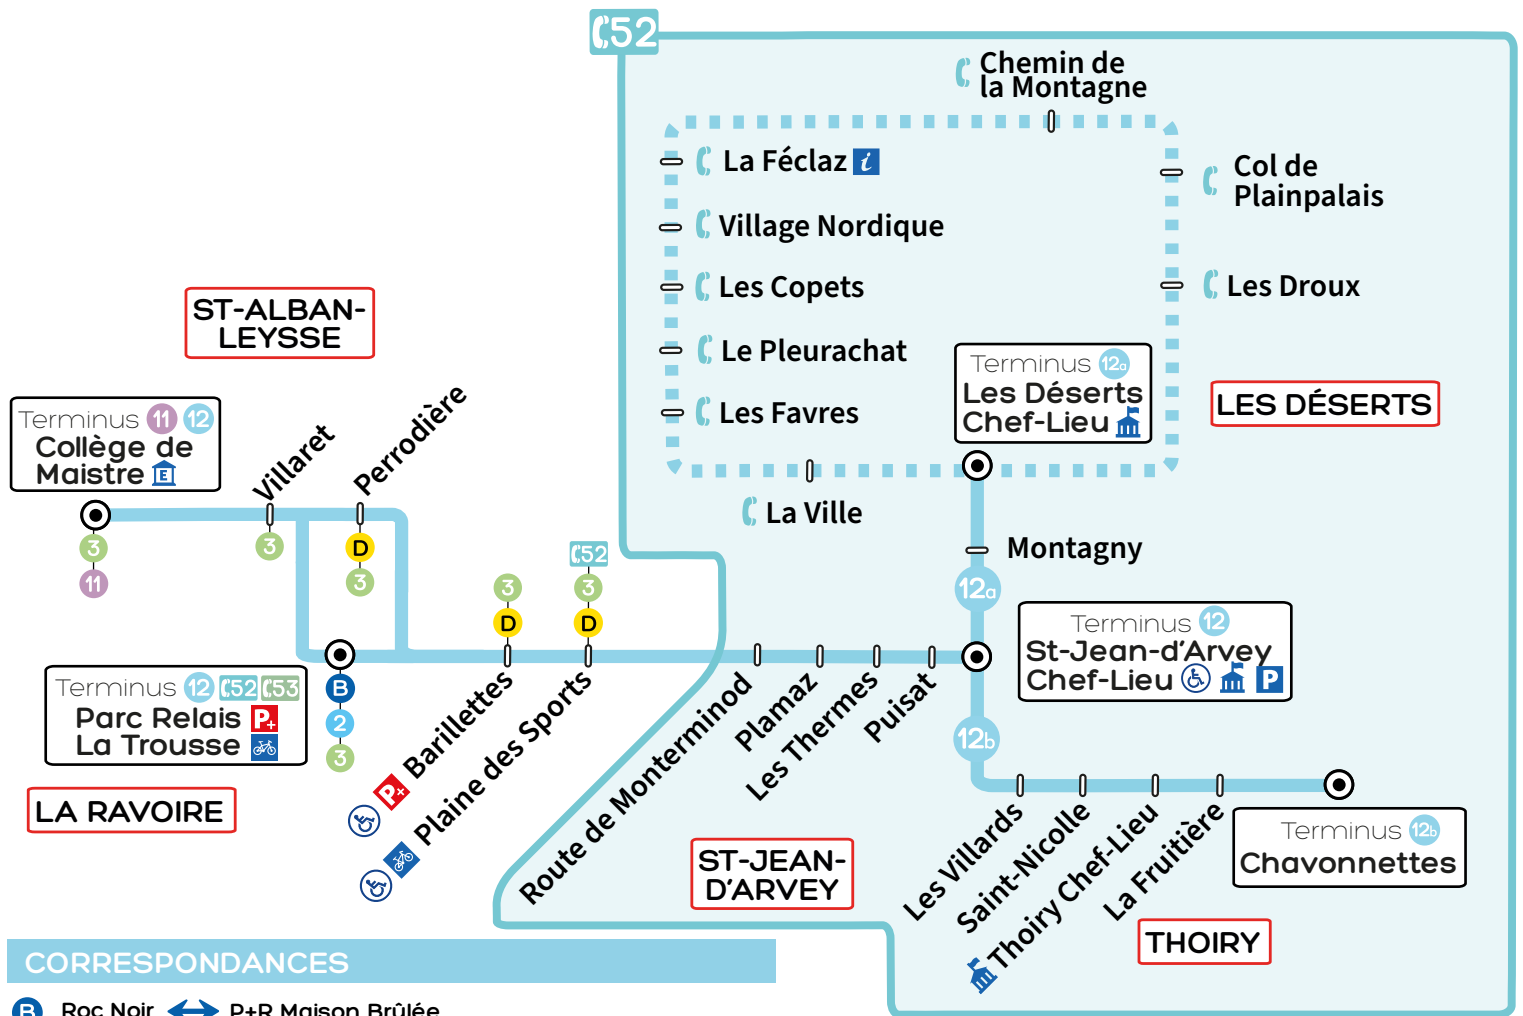 52
Chemin de
la Montagne
La Féclaz i
Col de
Plainpalais
Village Nordique
Les Copets
Les Droux
Le Pleurachat
Les Favres
La Ville
Terminus 12a
Les Déserts
Chef-Lieu
LES DÉSERTS
Montagny
12a
ST-ALBAN-
LEYSSE
Terminus 11 12
Collège de
Maistre E
3
11
Villaret
3
Perrodière
D
3
Terminus 12 52 53
Parc Relais P+
La Trousse
B
2
3
LA RAVOIRE
3
D
Barillettes P+
52
3
D
Plaine des Sports
Route de Monterminod
Plamaz
Les Thermes
Puisat
Terminus 12
St-Jean-d'Arvey
Chef-Lieu P
12b
ST-JEAN-
D'ARVEY
Les Villards
Saint-Nicolle
Thoiry Chef-Lieu
La Fruitière
Terminus 12b
Chavonnettes
THOIRY
CORRESPONDANCES
B Roc Noir P+R Maison Brûlée